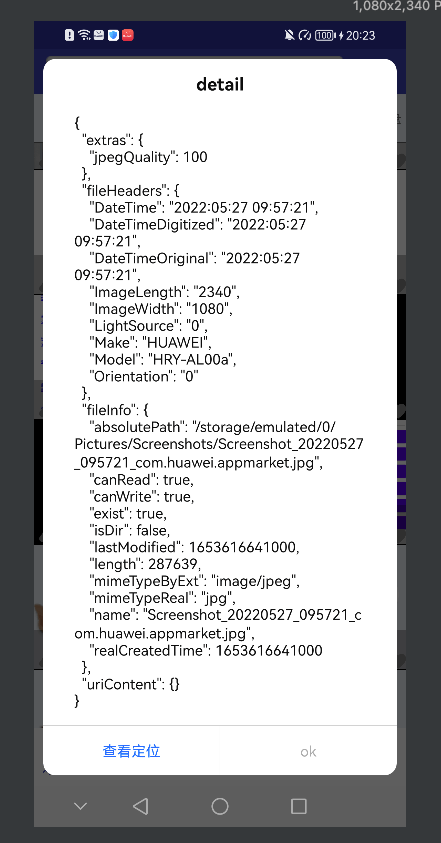 1,080x2,340 P
100 20:23
detail
{
"extras": {
"jpegQuality": 100
},
"fileHeaders": {
"DateTime": "2022:05:27 09:57:21",
"DateTimeDigitized": "2022:05:27
09:57:21",
"DateTimeOriginal": "2022:05:27
09:57:21",
"ImageLength": "2340",
"ImageWidth": "1080",
"LightSource": "0",
"Make": "HUAWEI",
"Model": "HRY-AL00a",
"Orientation": "0"
},
"fileInfo": {
"absolutePath": "/storage/emulated/0/
Pictures/Screenshots/Screenshot_20220527
_095721_com.huawei.appmarket.jpg",
"canRead": true,
"canWrite": true,
"exist": true,
"isDir": false,
"lastModified": 1653616641000,
"length": 287639,
"mimeTypeByExt": "image/jpeg",
"mimeTypeReal": "jpg",
"name": "Screenshot_20220527_095721_c
om.huawei.appmarket.jpg",
"realCreatedTime": 1653616641000
},
"uriContent": {}
}
查看定位 ok